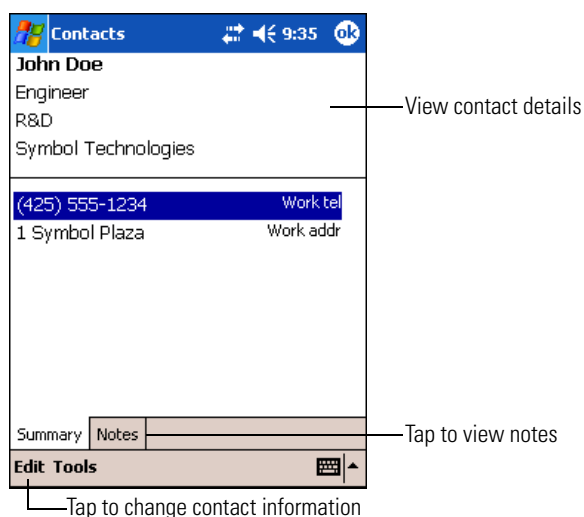 Contacts 9:35 ok
John Doe
Engineer
R&D
Symbol Technologies
View contact details
(425) 555-1234 Work tel
1 Symbol Plaza Work addr
Summary Notes
Tap to view notes
Edit Tools
Tap to change contact information